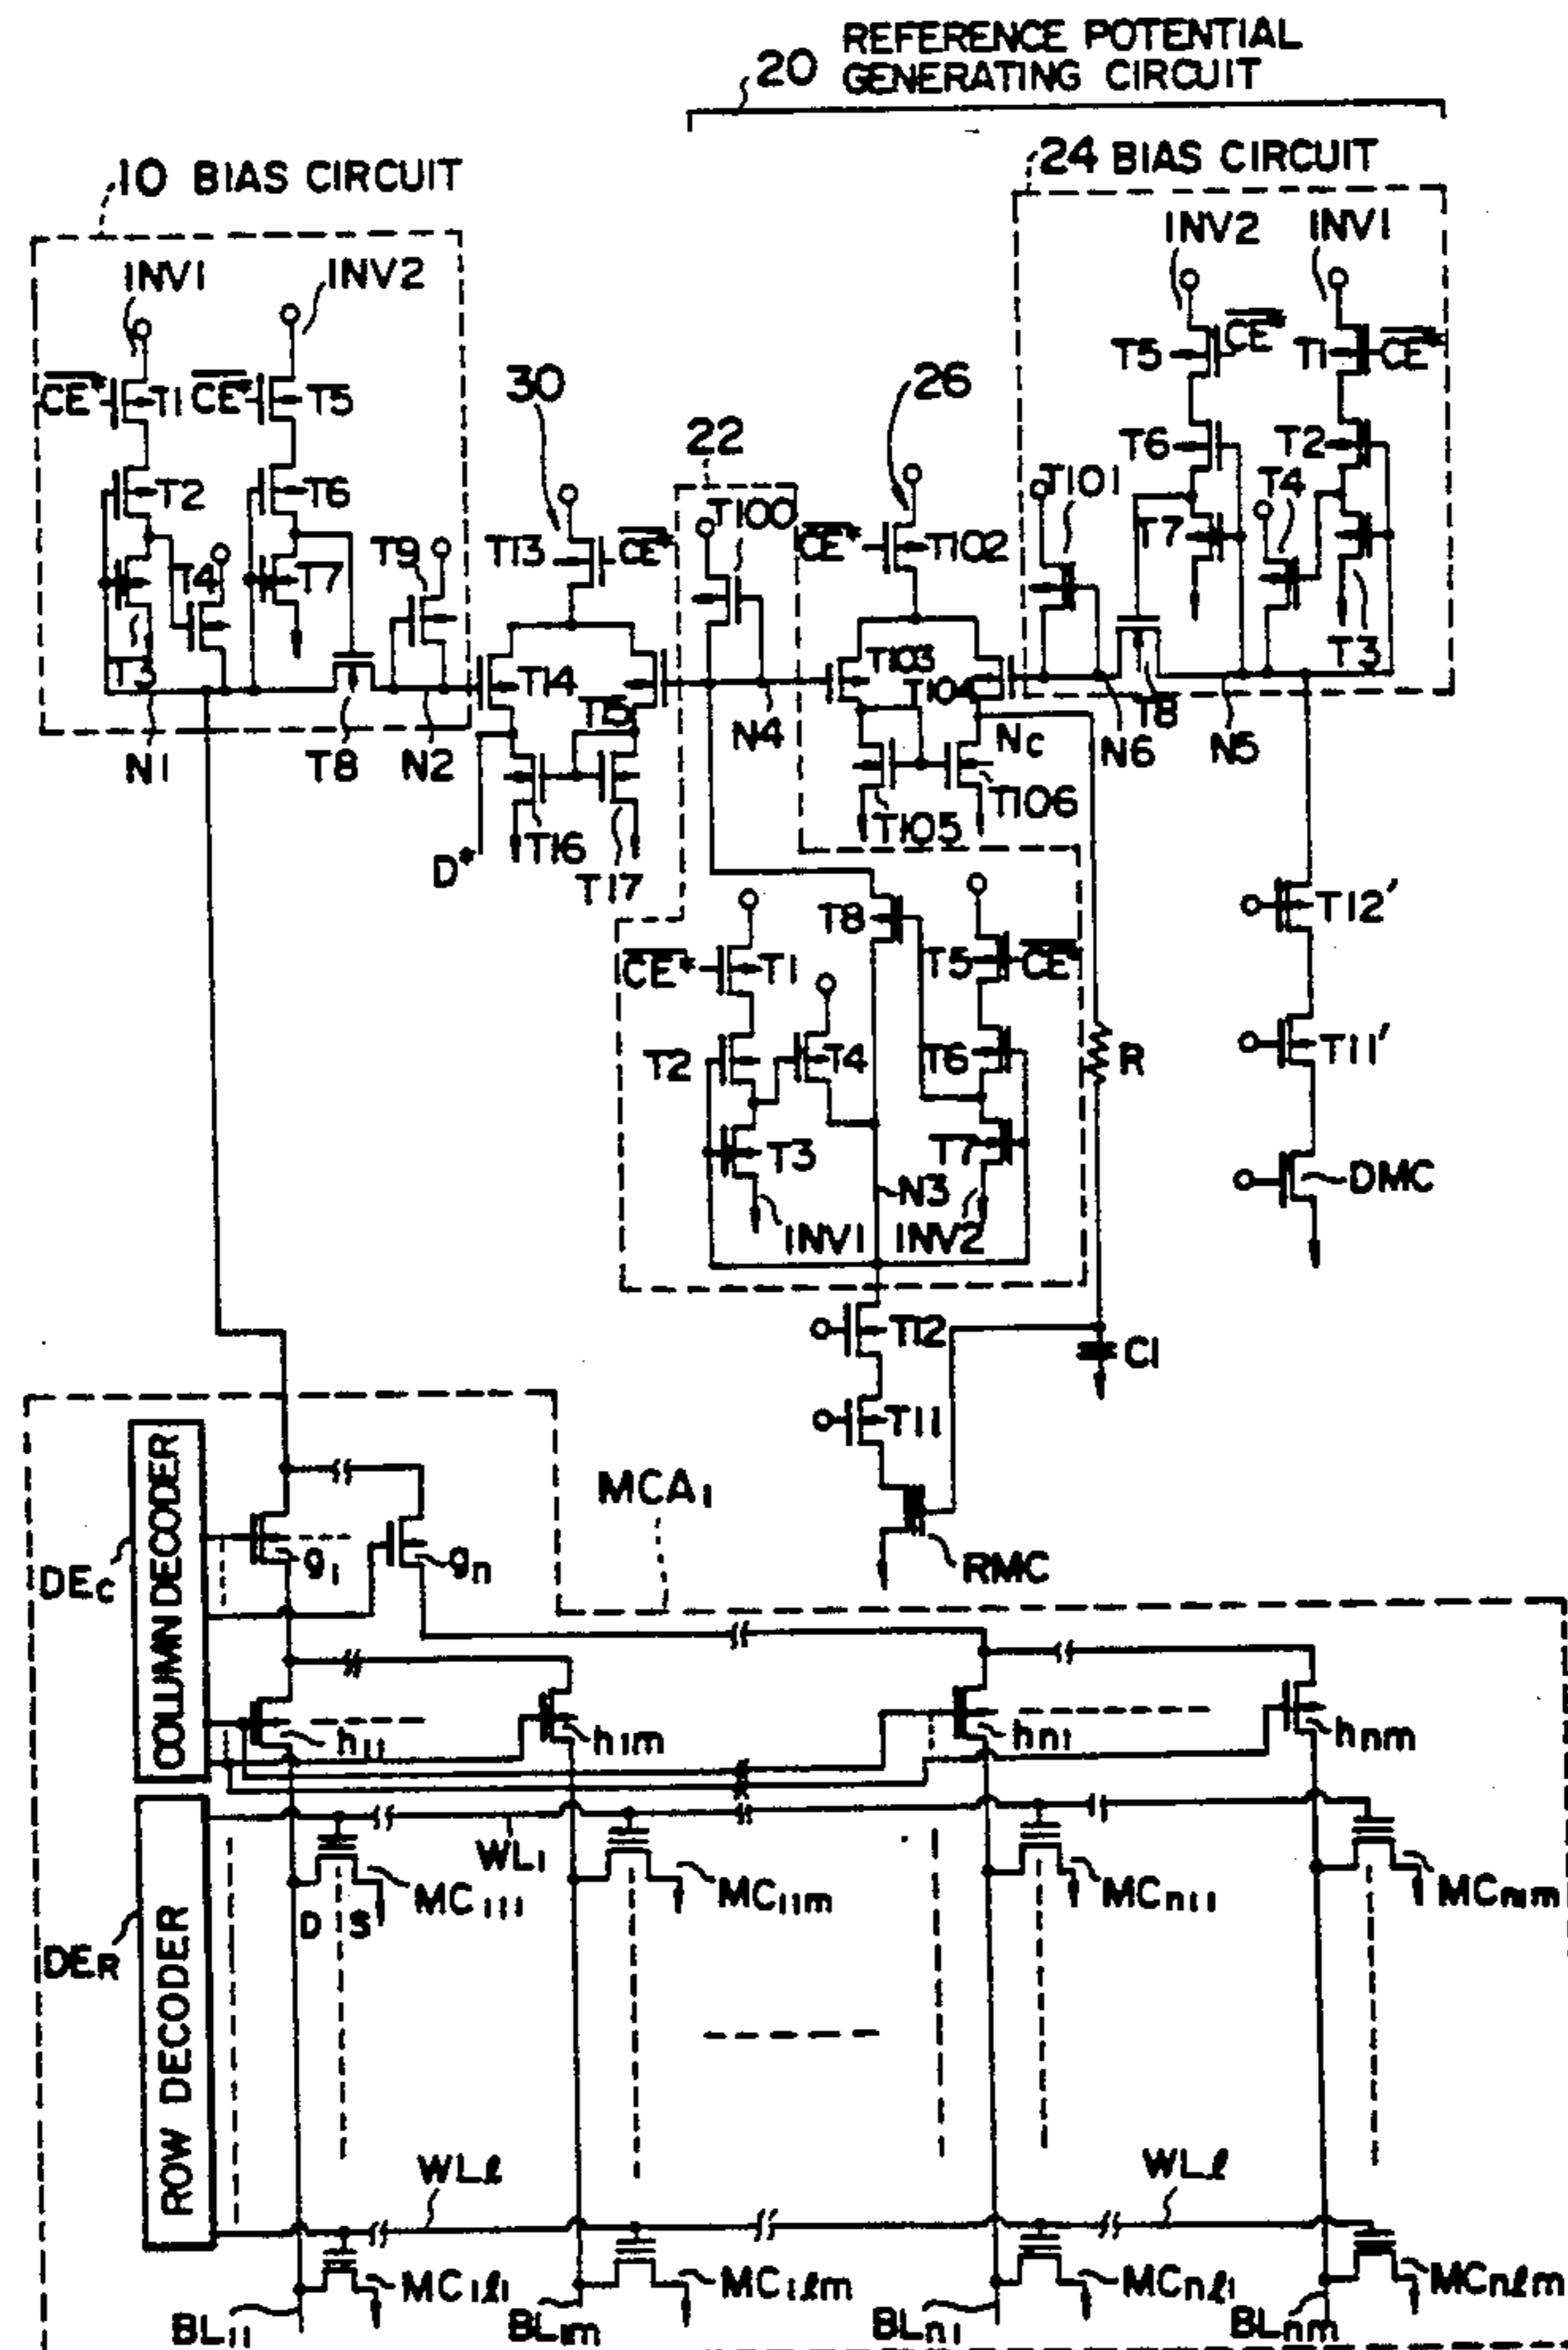 REFERENCE POTENTIAL
20 GENERATING CIRCUIT
10 BIAS CIRCUIT
24 BIAS CIRCUIT
INV1
INV2
INV2
INV1
CE*
T1
CE*
T5
T5
CE*
T1
CE*
30
26
22
T2
T6
T6
T2
T101
T4
T100
T13
CE*
CE*
T102
T7
T9
T4
T7
T3
T3
T14
T15
T103
T104
N1
T8
N2
N4
NC
N6
T8
N5
T106
T105
D*
T16
T17
T8
T5
CE*
CE*
T1
T12'
T2
T4
T6
R
T11'
T3
T7
DMC
N3
INV1
INV2
T12
C1
T11
MCA1
RMC
COLUMN DECODER
DEC
g1
gn
h11
h1m
hn1
hnm
WL1
MC111
MC11m
MCn11
MCn1m
D
S
DER
ROW DECODER
WLℓ
WLℓ
MC1ℓ1
MC1ℓm
MCnℓ1
MCnℓm
BL11
BL1m
BLn1
BLnm